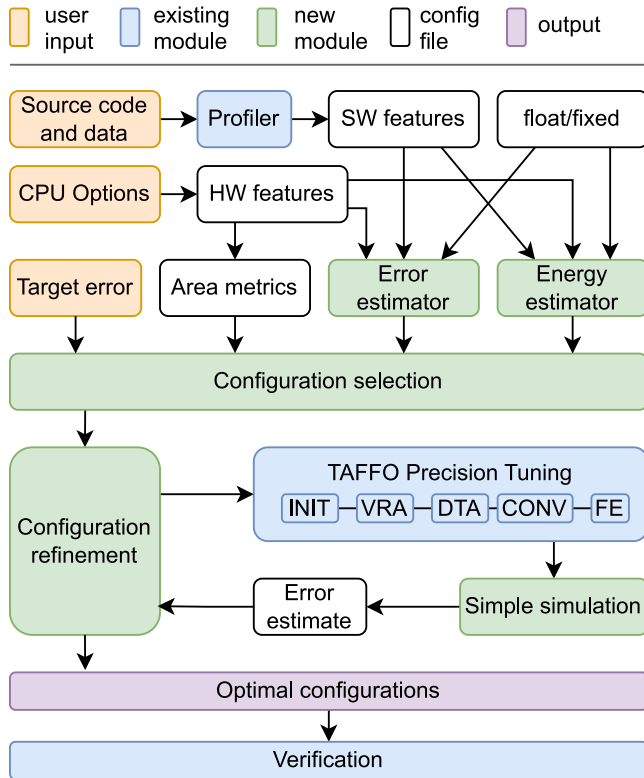 user input
existing module
new module
config file
output
Source code and data
Profiler
SW features
float/fixed
CPU Options
HW features
Target error
Area metrics
Error estimator
Energy estimator
Configuration selection
Configuration refinement
TAFFO Precision Tuning
INIT
VRA
DTA
CONV
FE
Error estimate
Simple simulation
Optimal configurations
Verification